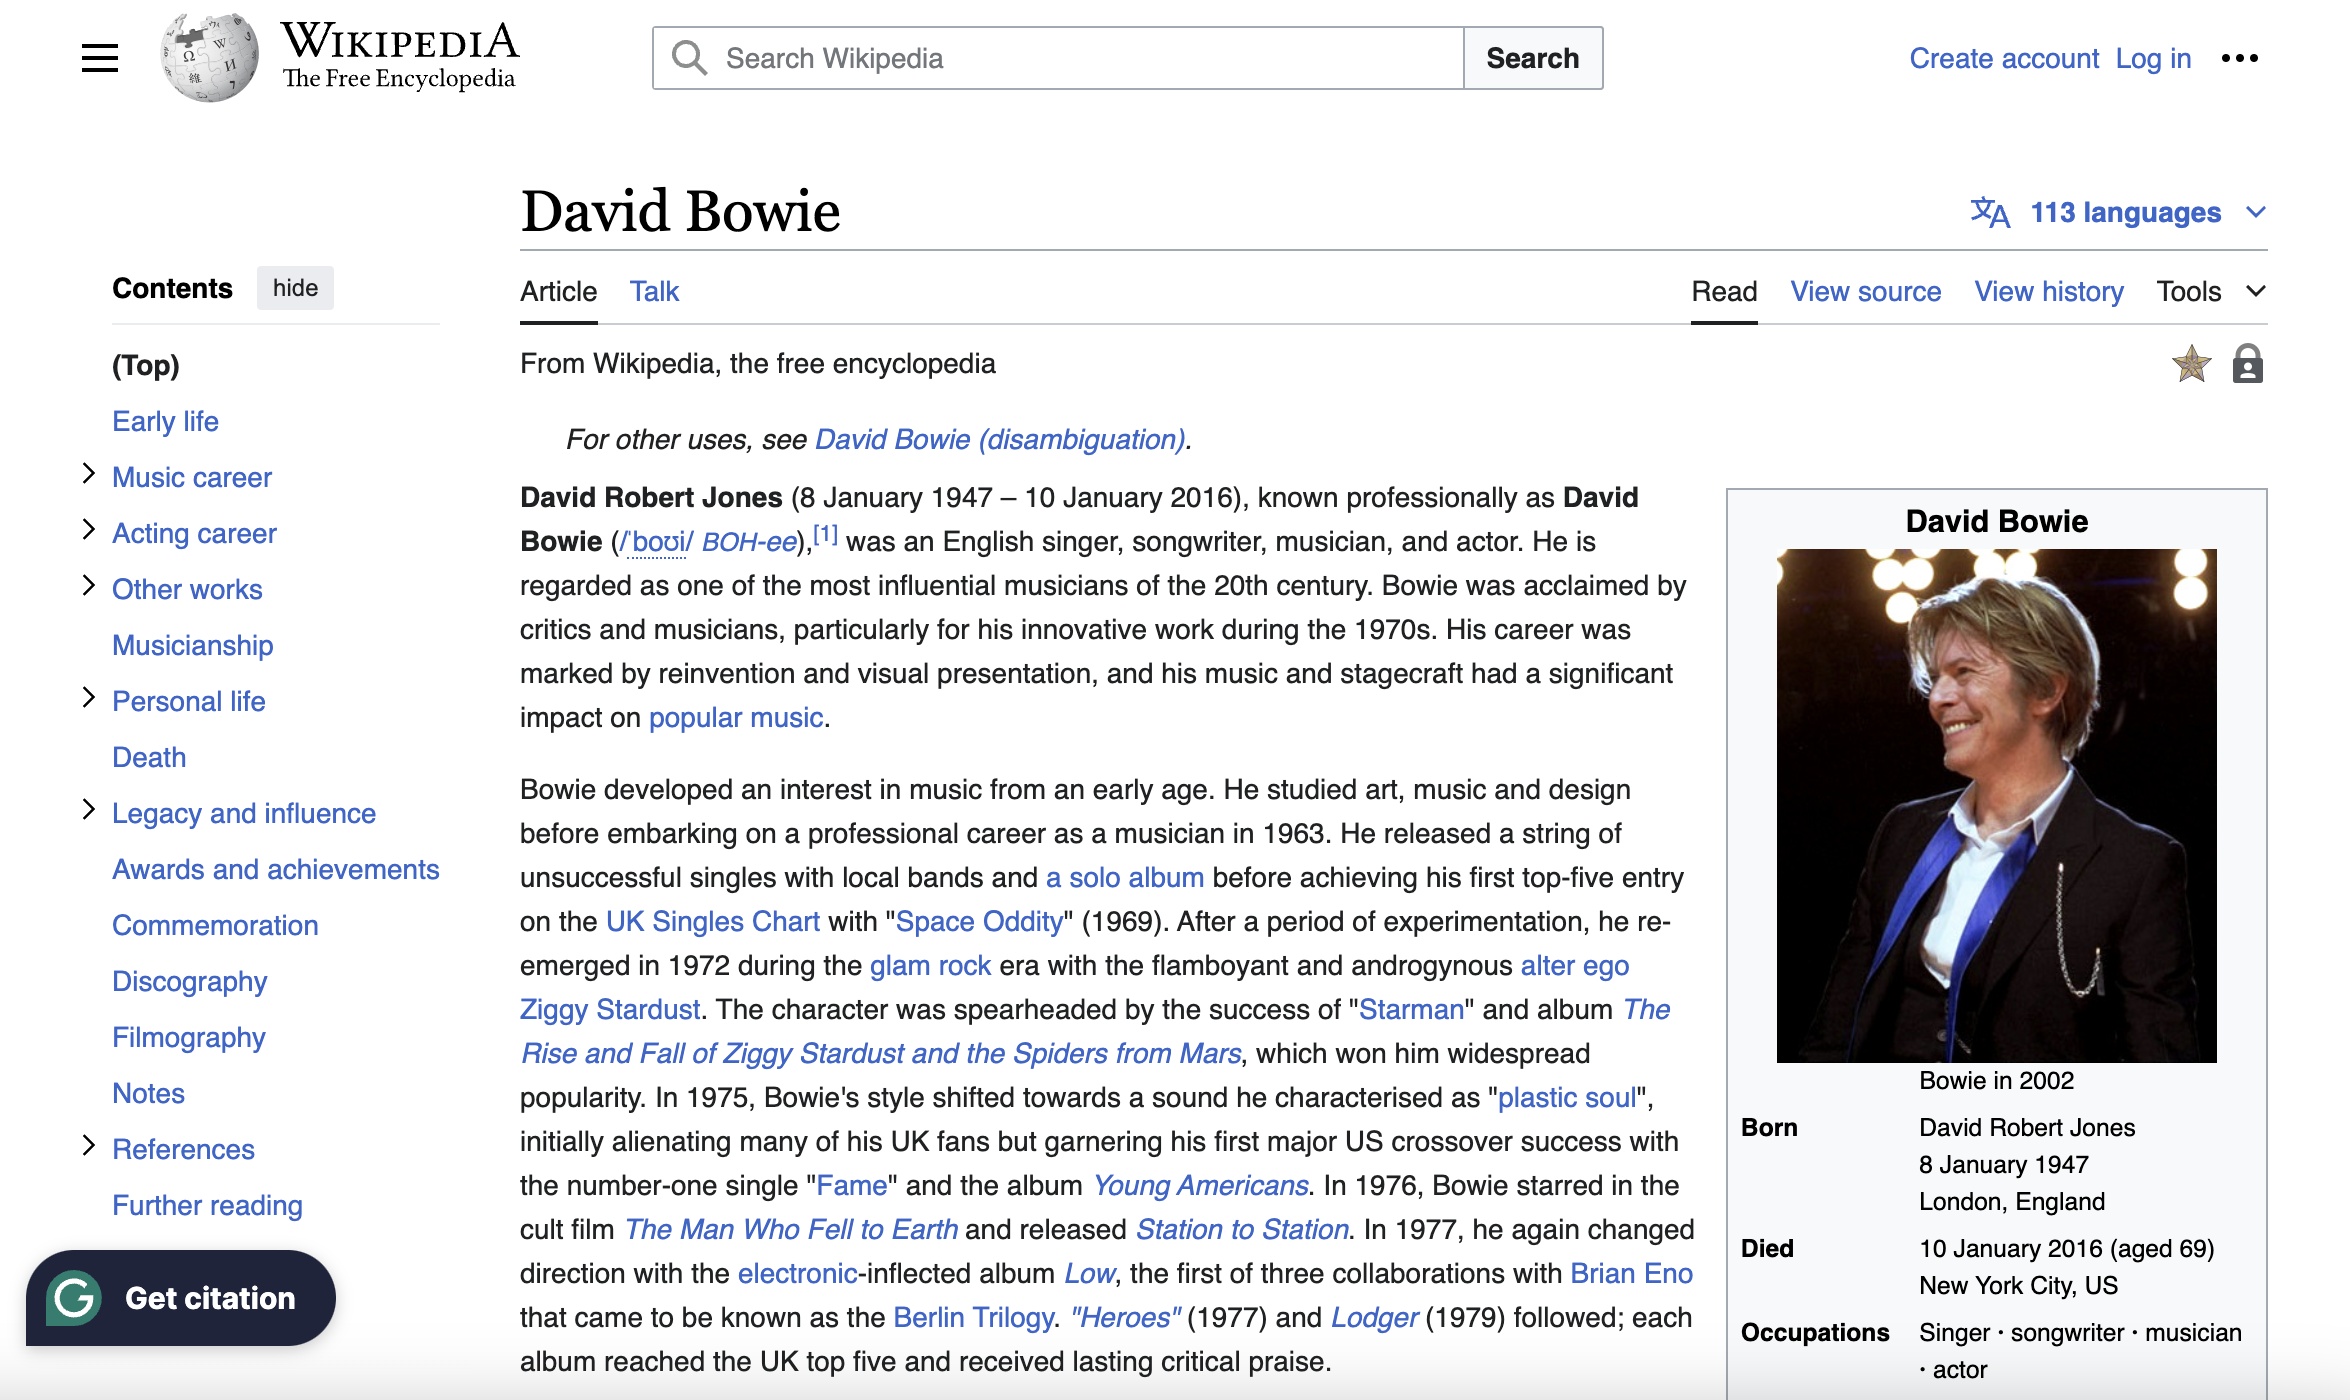 WIKIPEDIA
The Free Encyclopedia
Search Wikipedia
Search
Create account Log in
David Bowie
113 languages
Contents hide
Article Talk
Read View source View history Tools
(Top)
Early life
Music career
Acting career
Other works
Musicianship
Personal life
Death
Legacy and influence
Awards and achievements
Commemoration
Discography
Filmography
Notes
References
Further reading
Get citation
From Wikipedia, the free encyclopedia
For other uses, see David Bowie (disambiguation).
David Robert Jones (8 January 1947 – 10 January 2016), known professionally as David
Bowie (/ˈboʊi/ BOH-ee),[1] was an English singer, songwriter, musician, and actor. He is
regarded as one of the most influential musicians of the 20th century. Bowie was acclaimed by
critics and musicians, particularly for his innovative work during the 1970s. His career was
marked by reinvention and visual presentation, and his music and stagecraft had a significant
impact on popular music.
Bowie developed an interest in music from an early age. He studied art, music and design
before embarking on a professional career as a musician in 1963. He released a string of
unsuccessful singles with local bands and a solo album before achieving his first top-five entry
on the UK Singles Chart with "Space Oddity" (1969). After a period of experimentation, he re-
emerged in 1972 during the glam rock era with the flamboyant and androgynous alter ego
Ziggy Stardust. The character was spearheaded by the success of "Starman" and album The
Rise and Fall of Ziggy Stardust and the Spiders from Mars, which won him widespread
popularity. In 1975, Bowie's style shifted towards a sound he characterised as "plastic soul",
initially alienating many of his UK fans but garnering his first major US crossover success with
the number-one single "Fame" and the album Young Americans. In 1976, Bowie starred in the
cult film The Man Who Fell to Earth and released Station to Station. In 1977, he again changed
direction with the electronic-inflected album Low, the first of three collaborations with Brian Eno
that came to be known as the Berlin Trilogy. "Heroes" (1977) and Lodger (1979) followed; each
album reached the UK top five and received lasting critical praise.
David Bowie
Bowie in 2002
Born David Robert Jones
8 January 1947
London, England
Died 10 January 2016 (aged 69)
New York City, US
Occupations Singer · songwriter · musician
· actor